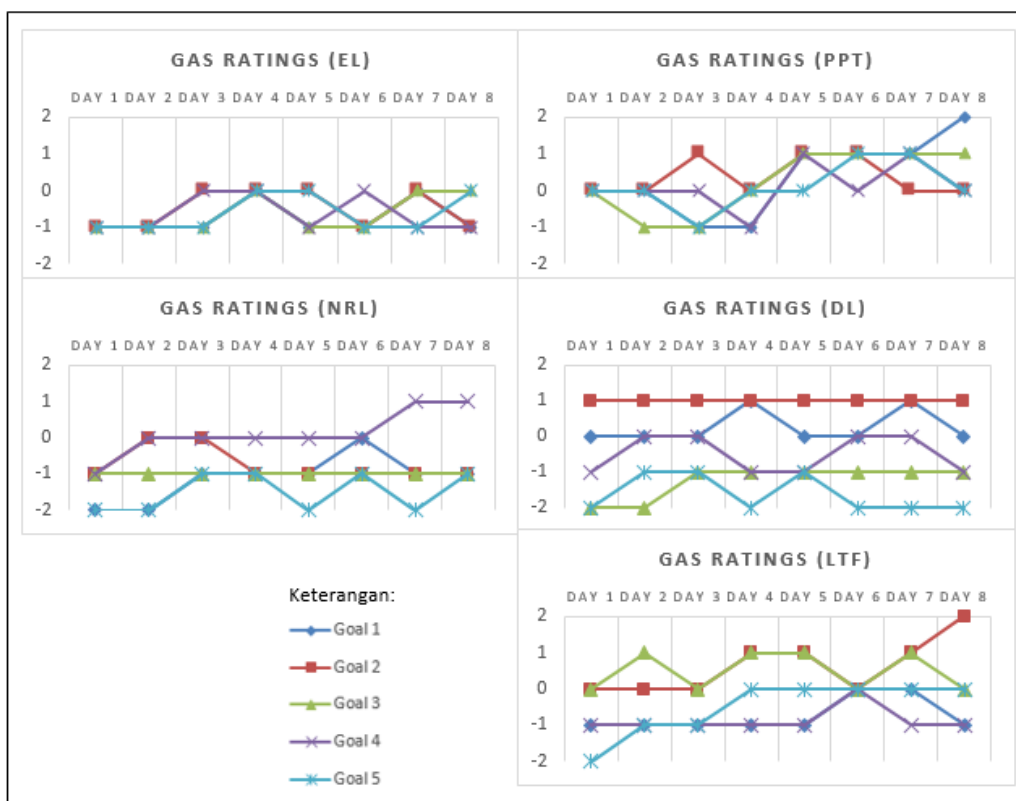 GAS RATINGS (EL)
DAY 1 DAY 2 DAY 3 DAY 4 DAY 5 DAY 6 DAY 7 DAY 8
2
1
0
-1
-2
GAS RATINGS (PPT)
DAY 1 DAY 2 DAY 3 DAY 4 DAY 5 DAY 6 DAY 7 DAY 8
2
1
0
-1
-2
GAS RATINGS (NRL)
DAY 1 DAY 2 DAY 3 DAY 4 DAY 5 DAY 6 DAY 7 DAY 8
2
1
0
-1
-2
GAS RATINGS (DL)
DAY 1 DAY 2 DAY 3 DAY 4 DAY 5 DAY 6 DAY 7 DAY 8
2
1
0
-1
-2
GAS RATINGS (LTF)
DAY 1 DAY 2 DAY 3 DAY 4 DAY 5 DAY 6 DAY 7 DAY 8
2
1
0
-1
-2
Keterangan:
Goal 1
Goal 2
Goal 3
Goal 4
Goal 5